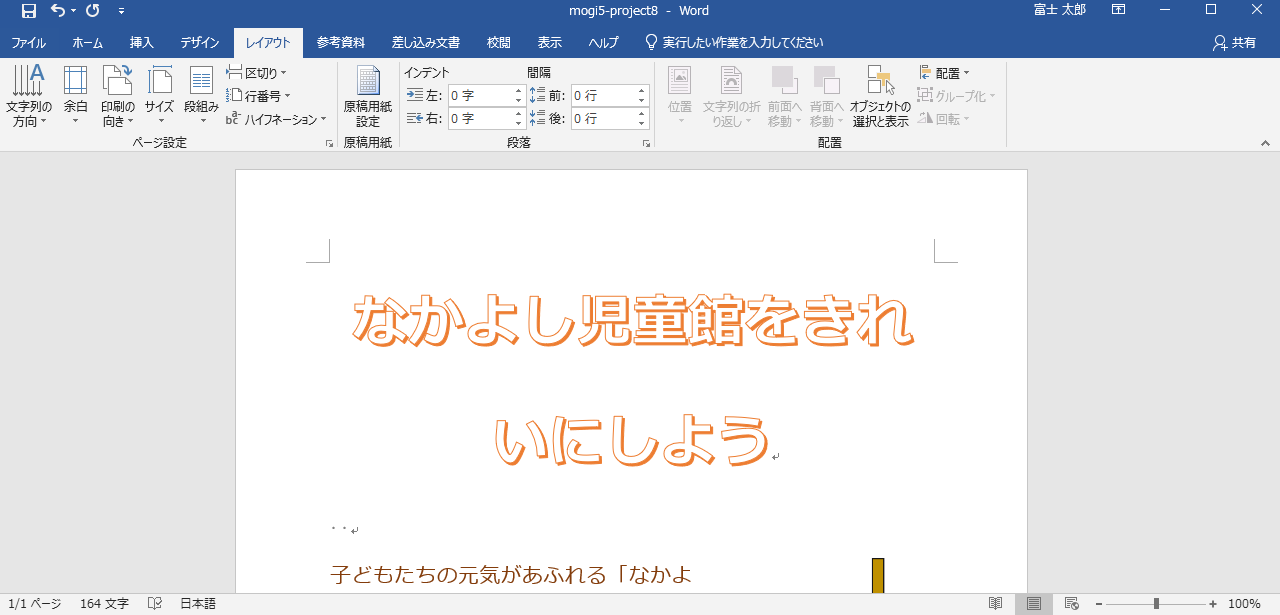 mogi5-project8 - Word
富士 太郎
ファイル ホーム 挿入 デザイン レイアウト 参考資料 差し込み文書 校閲 表示 ヘルプ 実行したい作業を入力してください 共有
文字列の方向
余白
印刷の向き
サイズ
段組み
区切り
行番号
ハイフネーション
ページ設定
原稿用紙設定
原稿用紙
インデント
左: 0 字
右: 0 字
間隔
前: 0 行
後: 0 行
段落
位置
文字列の折り返し
前面へ移動
背面へ移動
オブジェクトの選択と表示
配置
グループ化
回転
配置
なかよし児童館をきれ
いにしよう
子どもたちの元気があふれる「なかよ
1/1 ページ 164 文字 日本語 100%